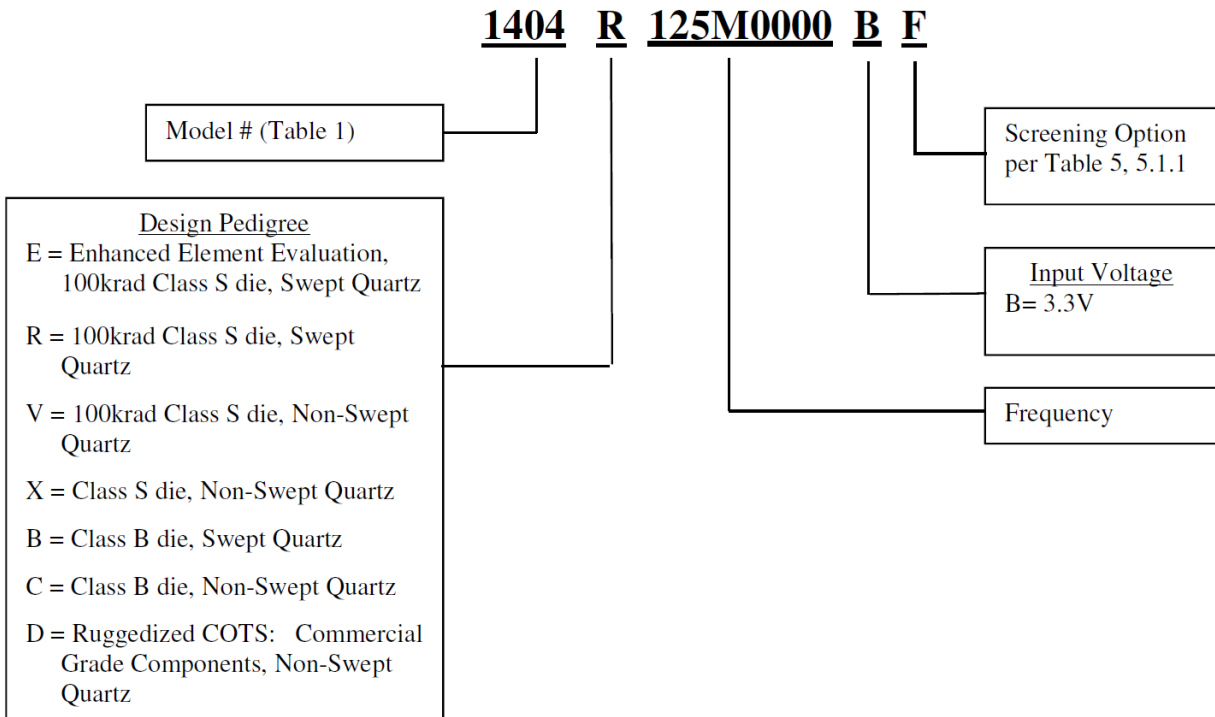 1404 R 125M0000 B F
Model # (Table 1)
Screening Option
per Table 5, 5.1.1
Design Pedigree
E = Enhanced Element Evaluation,
100krad Class S die, Swept Quartz
R = 100krad Class S die, Swept
Quartz
V = 100krad Class S die, Non-Swept
Quartz
X = Class S die, Non-Swept Quartz
B = Class B die, Swept Quartz
C = Class B die, Non-Swept Quartz
D = Ruggedized COTS: Commercial
Grade Components, Non-Swept
Quartz
Input Voltage
B= 3.3V
Frequency